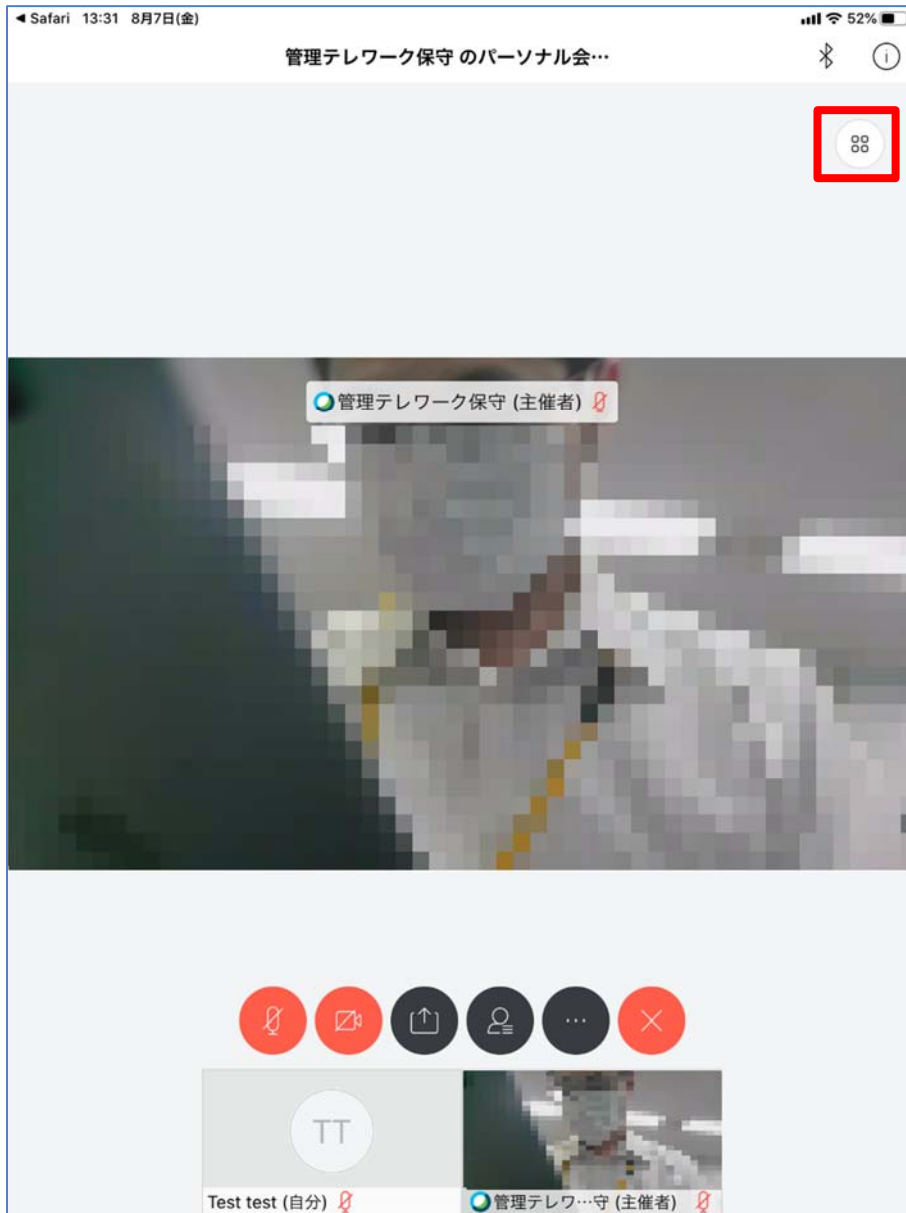 ◀ Safari 13:31 8月7日(金) 52%
管理テレワーク保守 のパーソナル会…
管理テレワーク保守 (主催者)
TT
Test test (自分)
管理テレワ…守 (主催者)